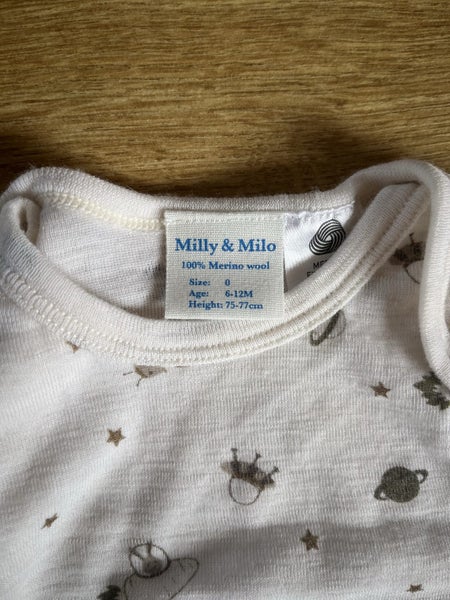 Milly & Milo
100% Merino wool
Size: 0
Age: 6-12M
Height: 75-77cm